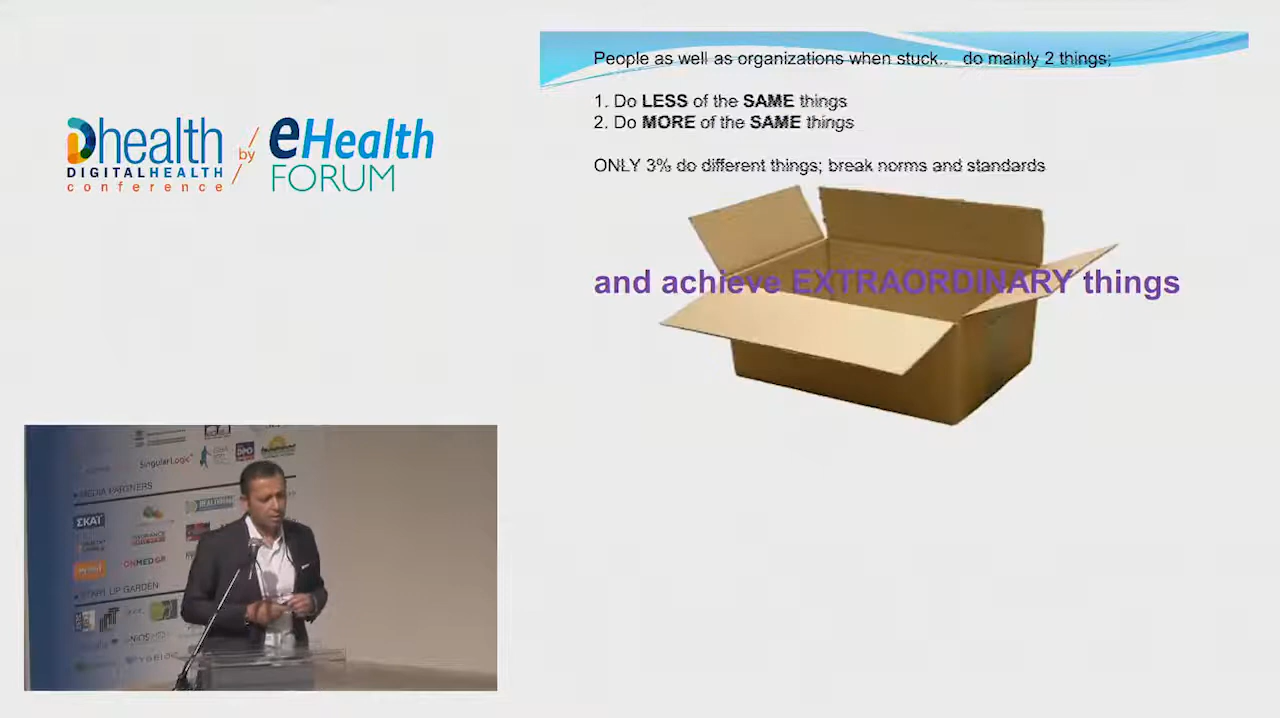 People as well as organizations when stuck.. do mainly 2 things;
1. Do LESS of the SAME things
2. Do MORE of the SAME things
ONLY 3% do different things; break norms and standards
and achieve EXTRAORDINARY things
Dhealth
DIGITALHEALTH
conference
by
eHealth
FORUM
SingularLogic
MEDIA PARTNERS
ΣΚΑΪ
ONMED.GR
START UP GARDEN